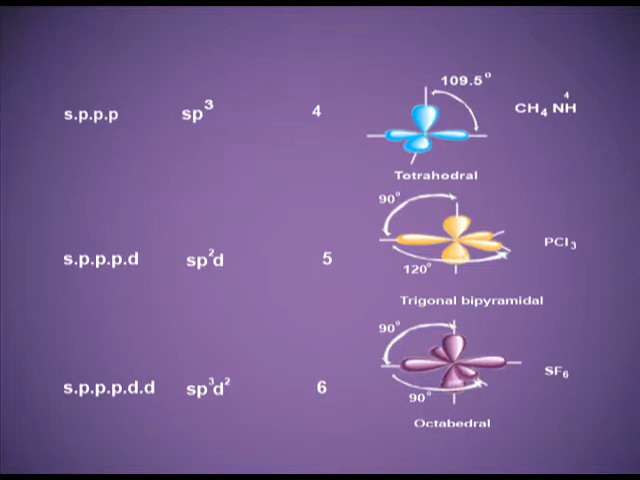 109.5°
s.p.p.p sp³ 4 CH₄ NH⁴
Totrahodral
90°
s.p.p.p.d sp²d 5 PCl₃
120°
Trigonal bipyramidal
90°
s.p.p.p.d.d sp³d² 6 SF₆
90°
Octabedral